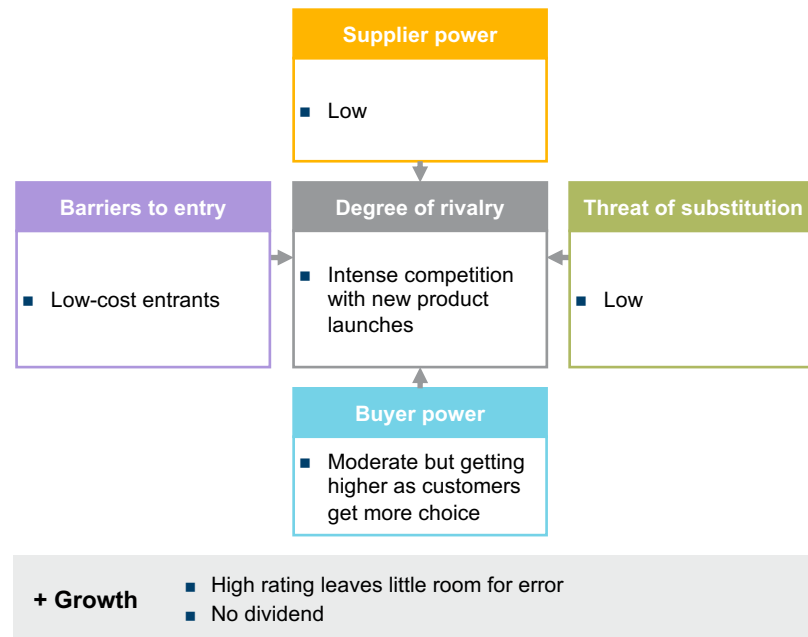 Supplier power
■ Low
Barriers to entry
■ Low-cost entrants
Degree of rivalry
■ Intense competition
with new product
launches
Threat of substitution
■ Low
Buyer power
■ Moderate but getting
higher as customers
get more choice
+ Growth
■ High rating leaves little room for error
■ No dividend